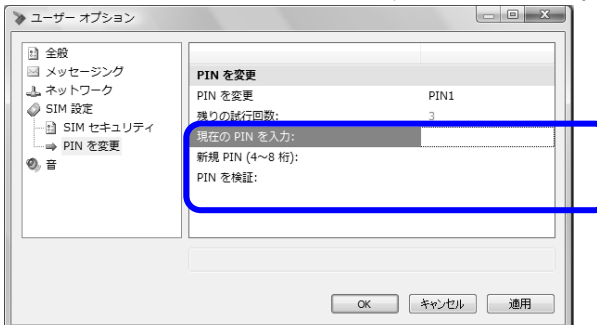 ユーザー オプション
全般
メッセージング
ネットワーク
SIM 設定
SIM セキュリティ
PIN を変更
音
PIN を変更
PIN を変更 PIN1
残りの試行回数: 3
現在の PIN を入力:
新規 PIN (4～8 桁):
PIN を検証:
OK キャンセル 適用